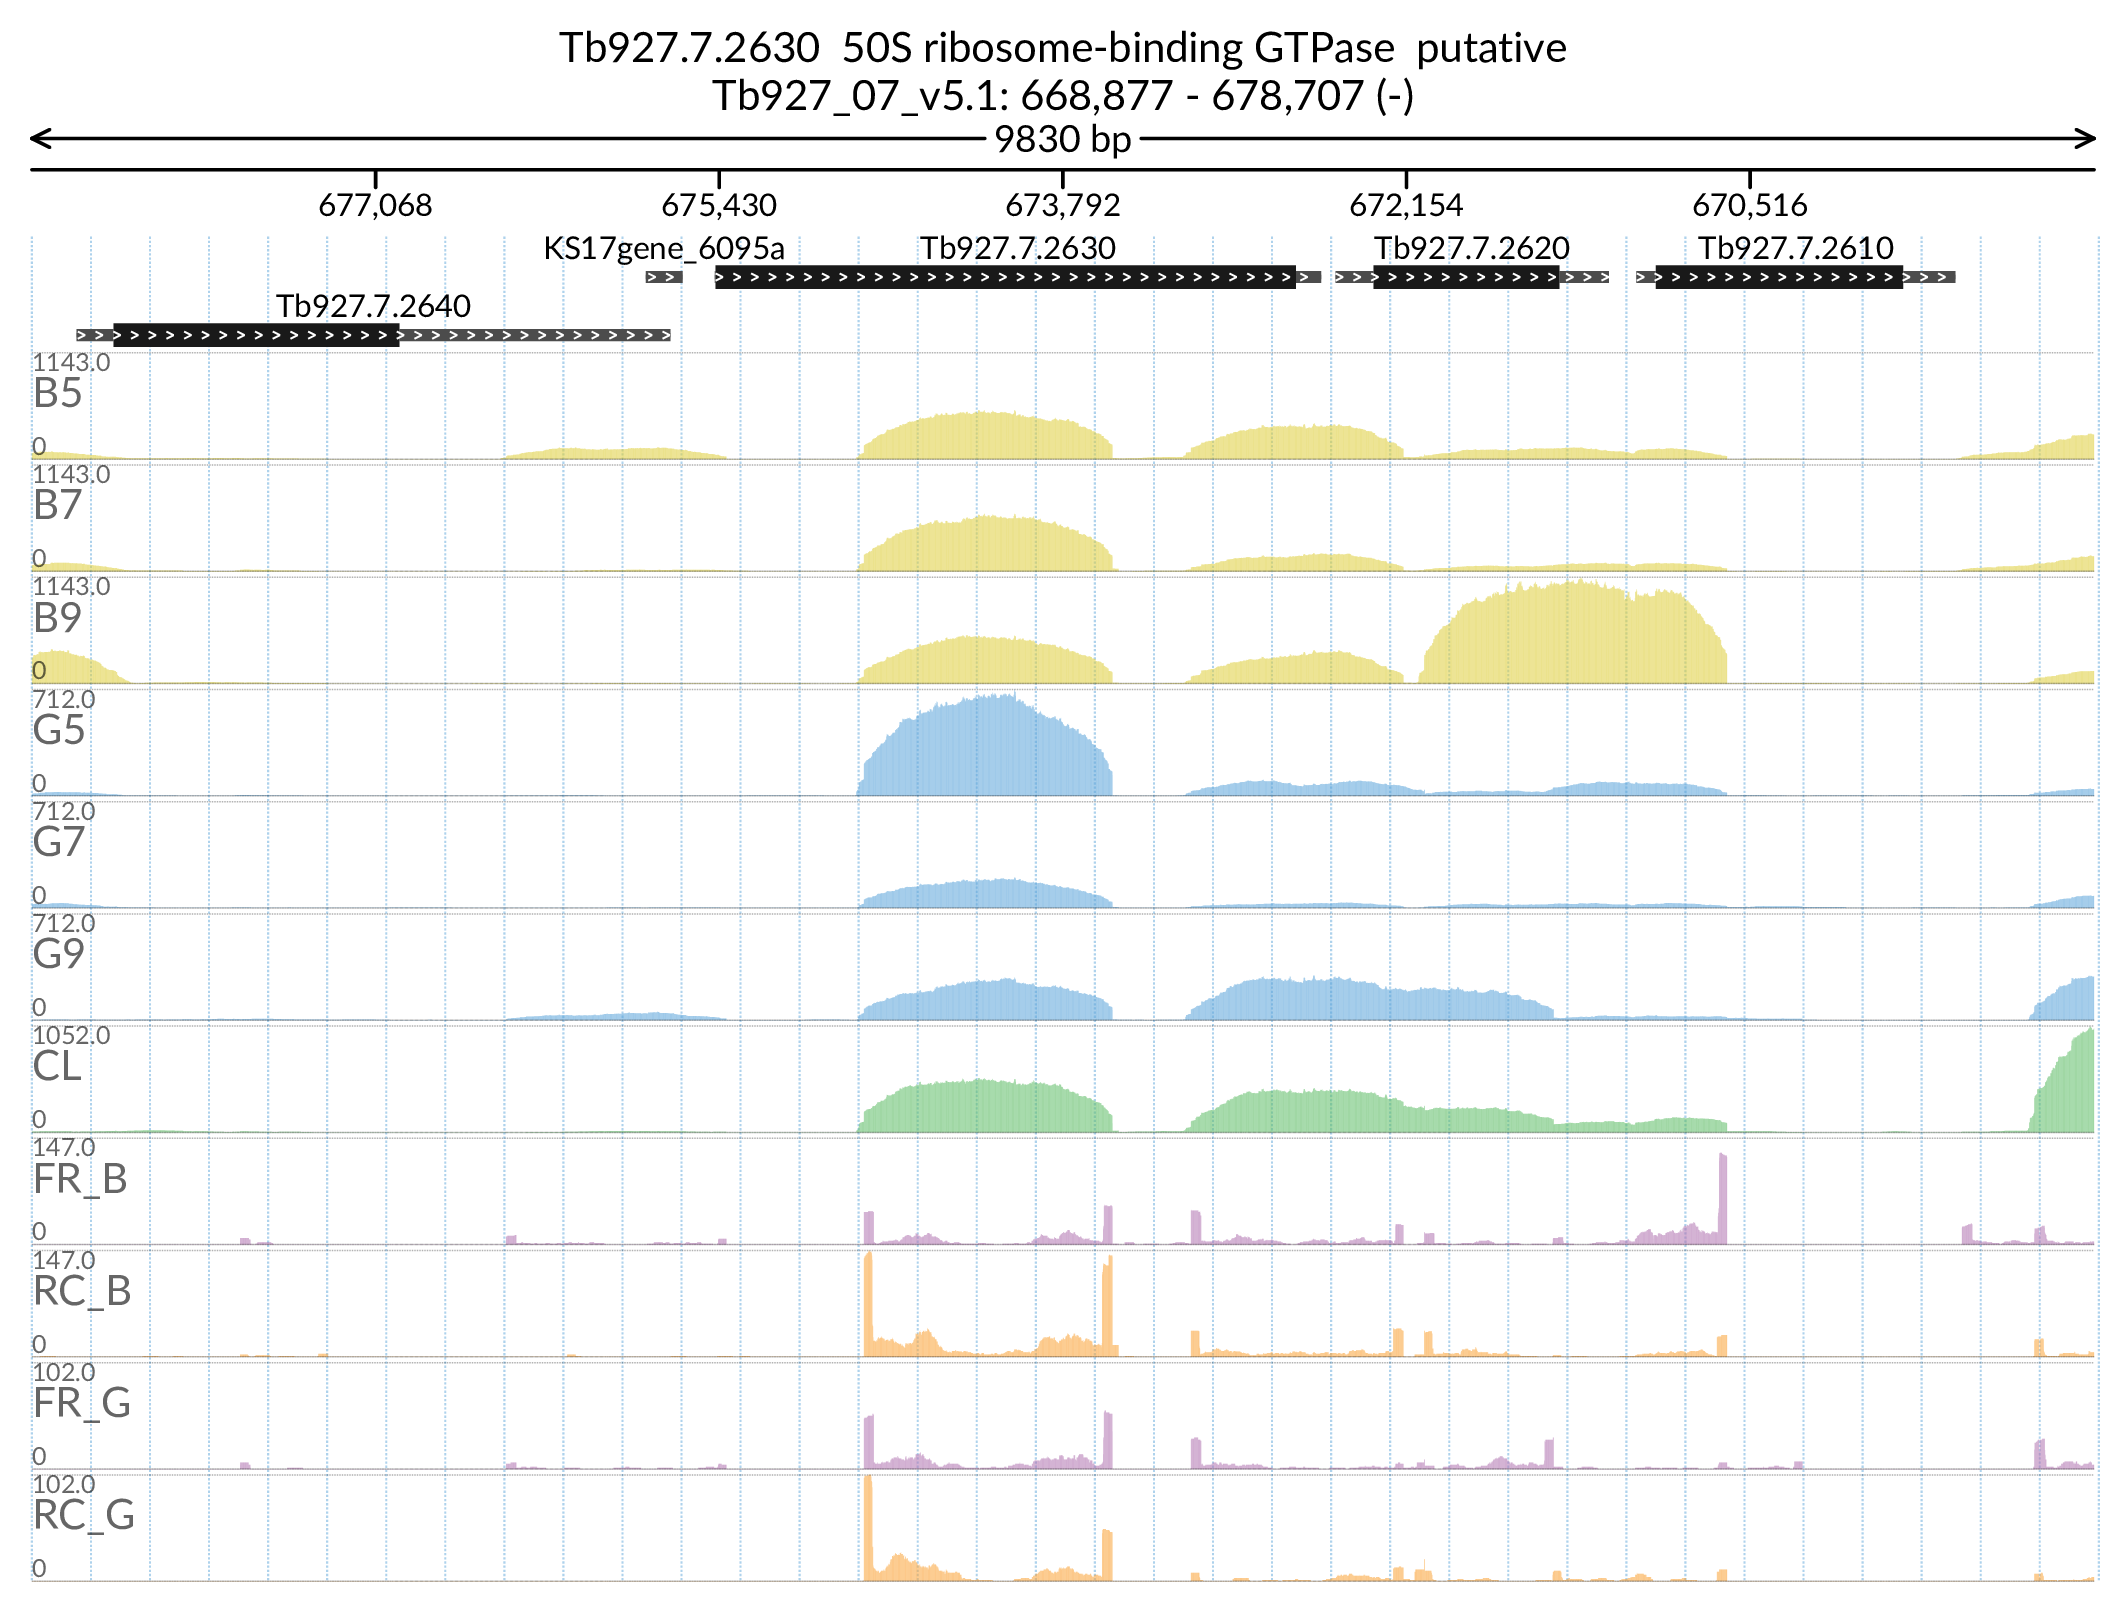 Tb927.7.2630  50S ribosome-binding GTPase  putative
Tb927_07_v5.1: 668,877 - 678,707 (-)
9830 bp
677,068 675,430 673,792 672,154 670,516
KS17gene_6095a Tb927.7.2630 Tb927.7.2620 Tb927.7.2610
Tb927.7.2640
1143.0
B5
0
1143.0
B7
0
1143.0
B9
0
712.0
G5
0
712.0
G7
0
712.0
G9
0
1052.0
CL
0
147.0
FR_B
0
147.0
RC_B
0
102.0
FR_G
0
102.0
RC_G
0